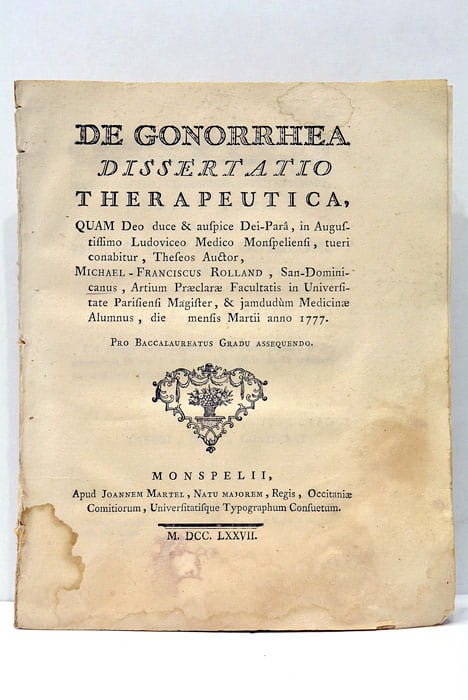 DE GONORRHEA
DISSERTATIO
THERAPEUTICA,
QUAM Deo duce & auſpice Dei-Parâ, in Auguſ-
tiſſimo Ludoviceo Medico Monſpelienſi, tueri
conabitur, Theſeos Auctor,
MICHAEL-FRANCISCUS ROLLAND, San-Domini-
canus, Artium Præclaræ Facultatis in Univerſi-
tate Pariſienſi Magiſter, & jamdudùm Medicinæ
Alumnus, die mensis Martii anno 1777.
PRO BACCALAUREATUS GRADU ASSEQUENDO.
MONSPELII,
Apud JOANNEM MARTEL, NATU MAJOREM, Regis, Occitaniæ
Comitiorum, Univerſitatiſque Typographum Conſuetum.
M. DCC. LXXVII.